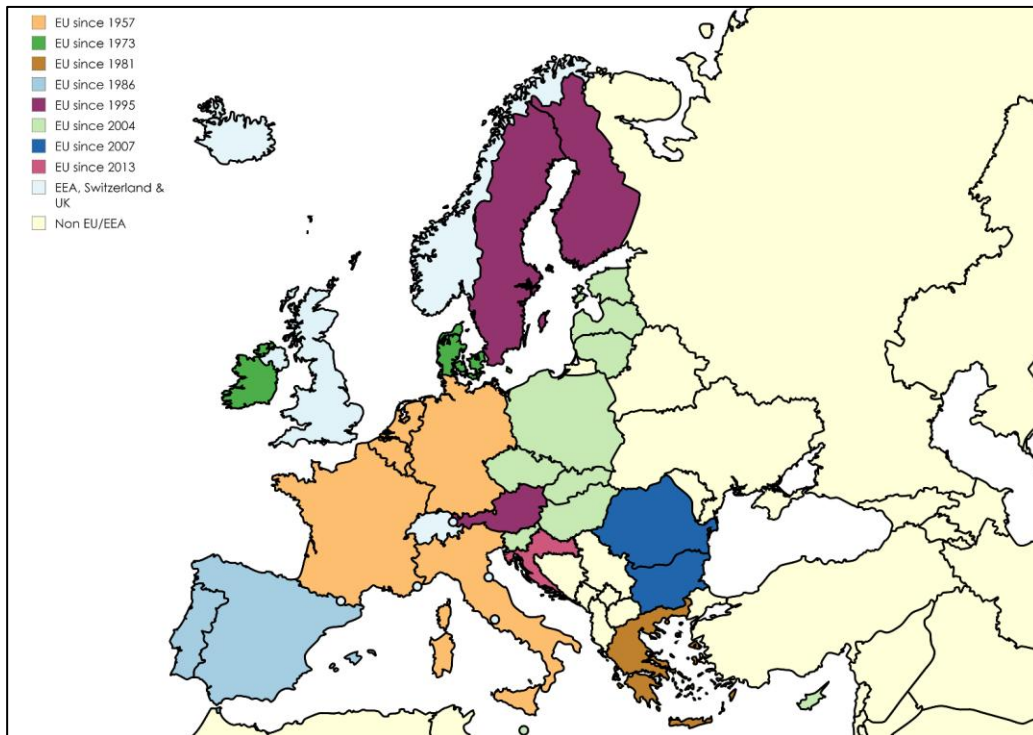 EU since 1957
EU since 1973
EU since 1981
EU since 1986
EU since 1995
EU since 2004
EU since 2007
EU since 2013
EEA, Switzerland &
UK
Non EU/EEA